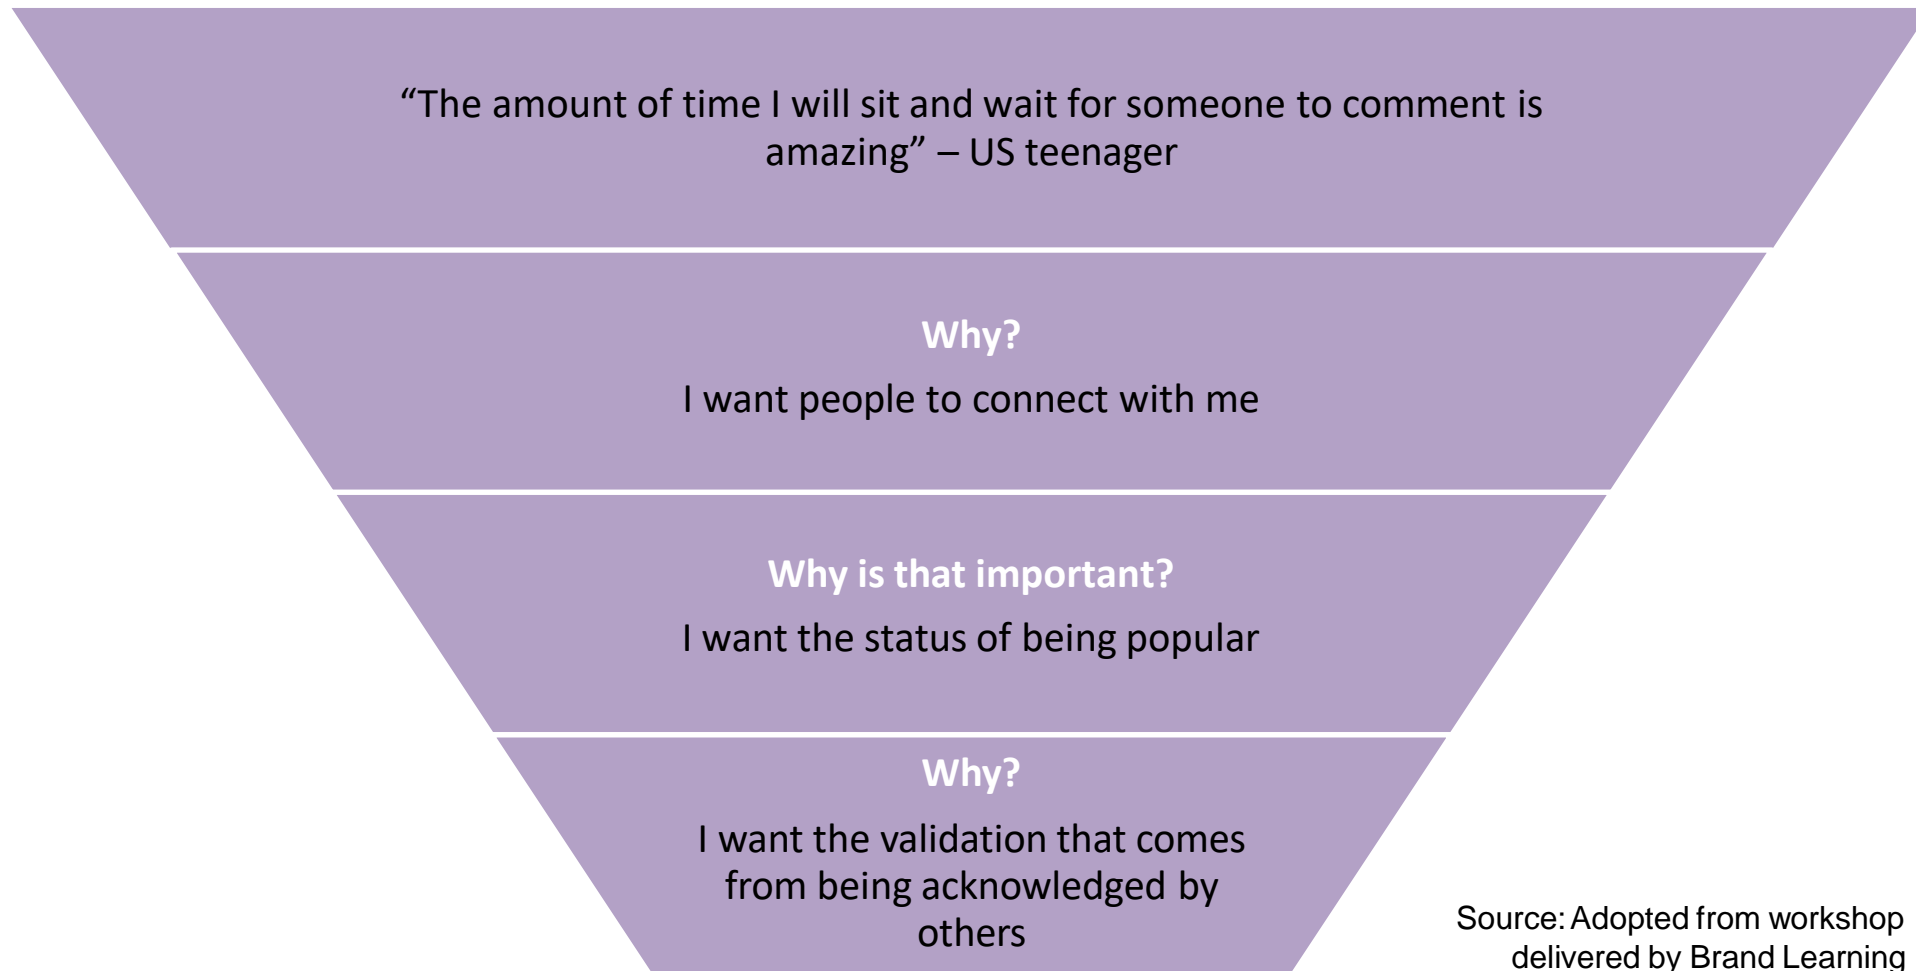 “The amount of time I will sit and wait for someone to comment is
amazing” – US teenager
Why?
I want people to connect with me
Why is that important?
I want the status of being popular
Why?
I want the validation that comes
from being acknowledged by
others
Source: Adopted from workshop
delivered by Brand Learning